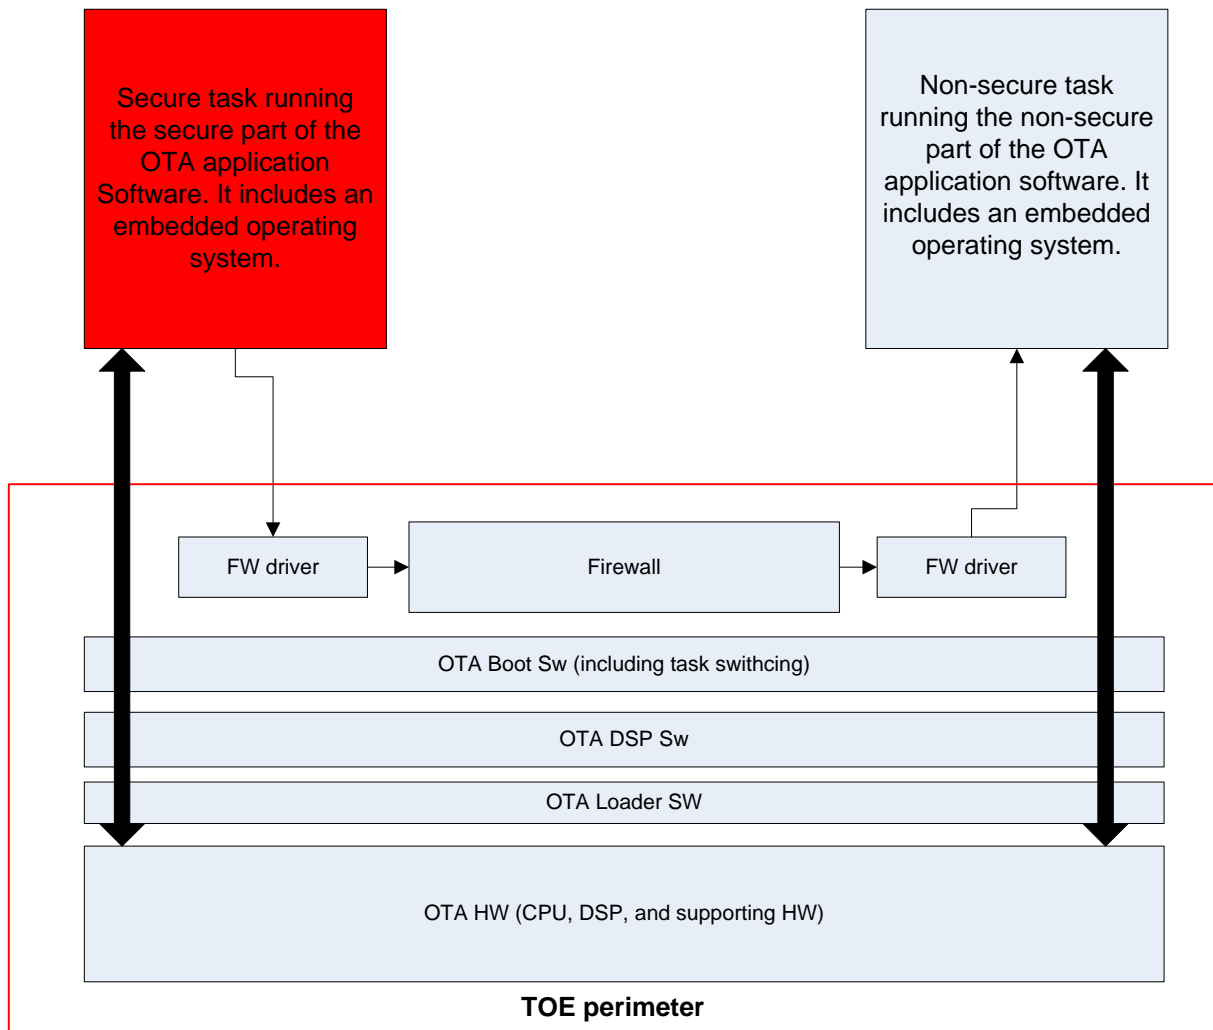 Secure task running
the secure part of the
OTA application
Software. It includes an
embedded operating
system.
Non-secure task
running the non-secure
part of the OTA
application software. It
includes an embedded
operating system.
FW driver
Firewall
FW driver
OTA Boot Sw (including task swithcing)
OTA DSP Sw
OTA Loader SW
OTA HW (CPU, DSP, and supporting HW)
TOE perimeter